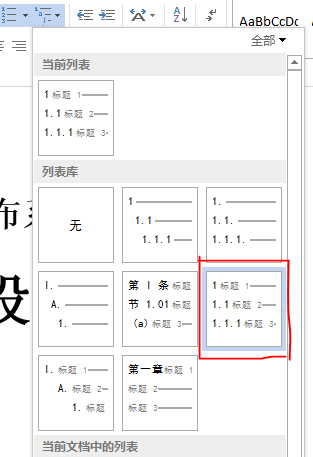 AaBbCcDc
全部
当前列表
1 标题 1
1.1 标题 2
1.1.1 标题 3
列表库
无
1
1.1
1.1.1
1.
1.1.
1.1.1.
I.
A.
1.
第 I 条 标题
节 1.01 标题
(a) 标题 3
1 标题 1
1.1 标题 2
1.1.1 标题 3
I. 标题 1
A. 标题 2
1. 标题
第一章 标题 1
标题 2
标题 3
当前文档中的列表